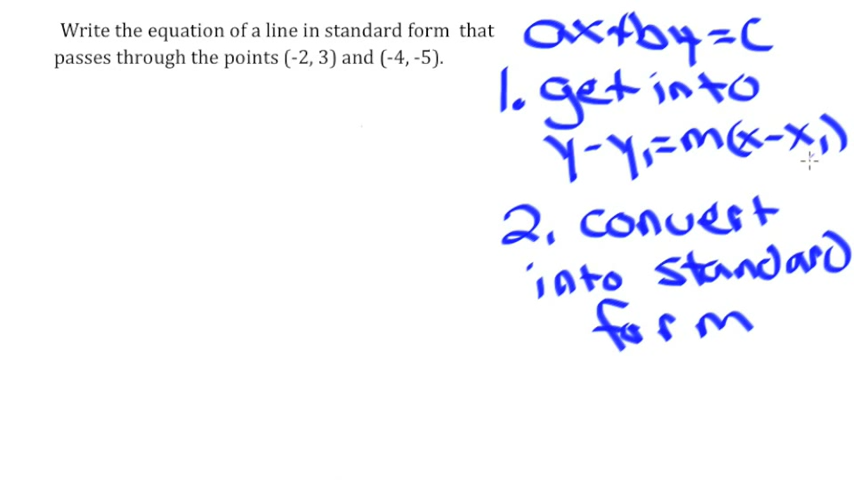 Write the equation of a line in standard form that
passes through the points (-2, 3) and (-4, -5).
ax+by=c
1. get into
y-y₁=m(x-x₁)
2. convert
into standard
form